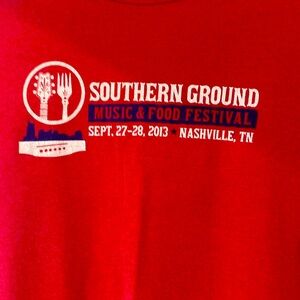 SOUTHERN GROUND
MUSIC & FOOD FESTIVAL
SEPT. 27-28, 2013 * NASHVILLE, TN